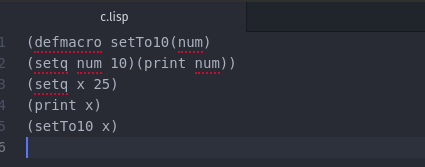 c.lisp
1 (defmacro setTo10(num)
2 (setq num 10)(print num))
3 (setq x 25)
4 (print x)
5 (setTo10 x)
6